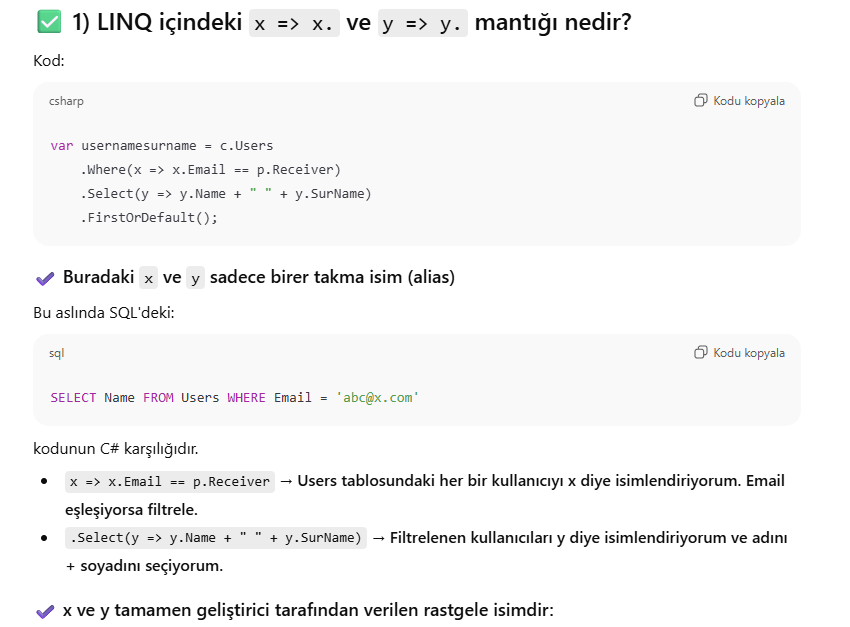 ✅ 1) LINQ içindeki x => x. ve y => y. mantığı nedir?
Kod:
csharp
Kodu kopyala
var usernamesurname = c.Users
    .Where(x => x.Email == p.Receiver)
    .Select(y => y.Name + " " + y.SurName)
    .FirstOrDefault();
✔ Buradaki x ve y sadece birer takma isim (alias)
Bu aslında SQL'deki:
sql
Kodu kopyala
SELECT Name FROM Users WHERE Email = 'abc@x.com'
kodunun C# karşılığıdır.
• x => x.Email == p.Receiver → Users tablosundaki her bir kullanıcıyı x diye isimlendiriyorum. Email
eşleşiyorsa filtrele.
• .Select(y => y.Name + " " + y.SurName) → Filtrelenen kullanıcıları y diye isimlendiriyorum ve adını
+ soyadını seçiyorum.
✔ x ve y tamamen geliştirici tarafından verilen rastgele isimdir: